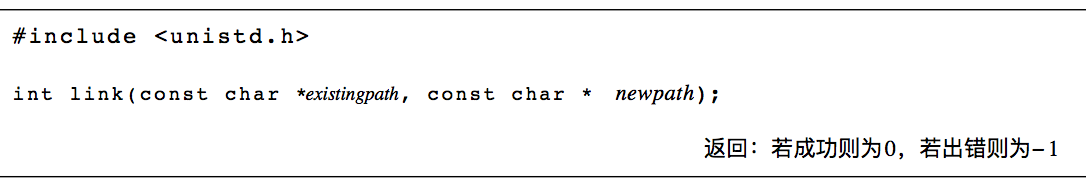 #include <unistd.h>
int link(const char *existingpath, const char * newpath);
返回：若成功则为0，若出错则为–1